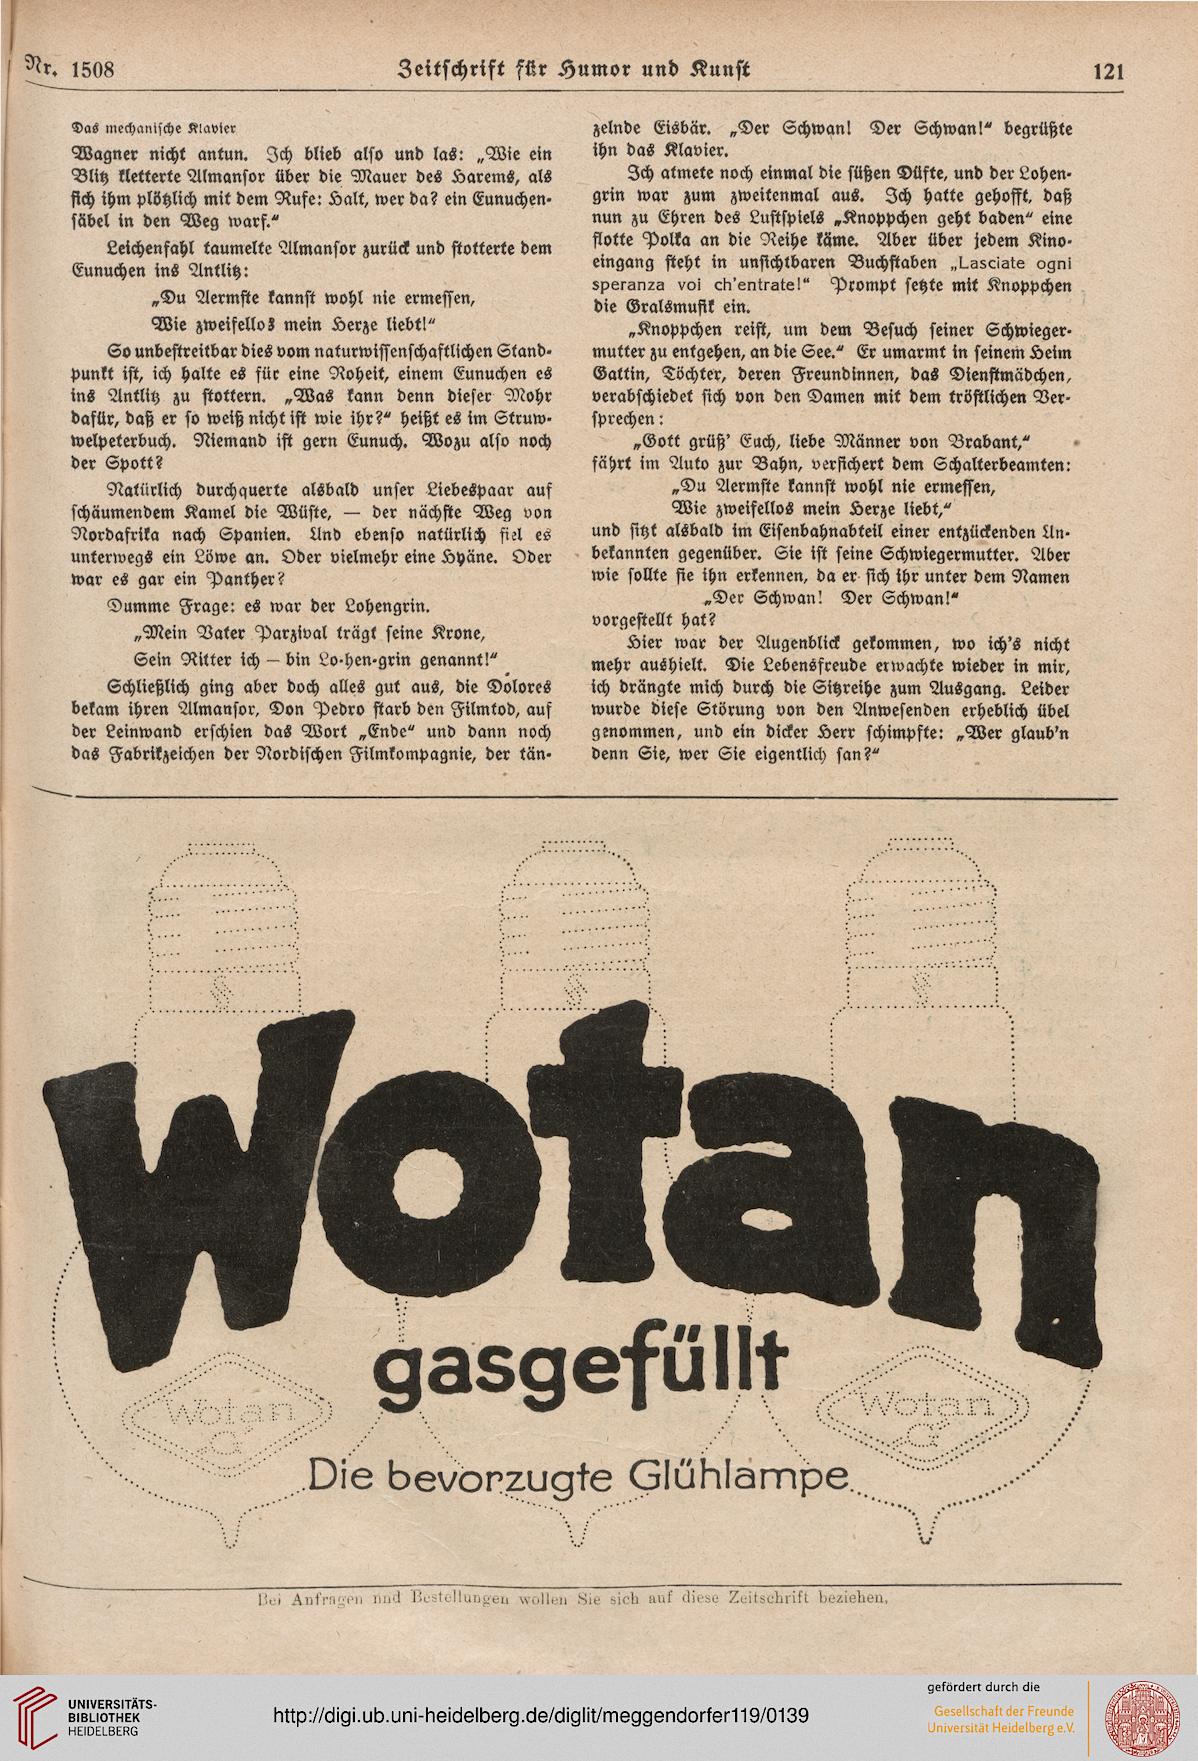 Nr. 1508
Zeitschrift für Humor und Kunst
121
Das mechanische Klavier
Wagner nicht antun. Ich blieb also und las: „Wie ein
Blitz kletterte Almansor über die Mauer des Harems, als
sich ihm plötzlich mit dem Rufe: Halt, wer da? ein Eunuchen-
säbel in den Weg warf.“
Leichenfahl taumelte Almansor zurück und stotterte dem
Eunuchen ins Antlitz:
„Du Aermste kannst wohl nie ermessen,
Wie zweifellos mein Herze liebt!“
So unbestreitbar dies vom naturwissenschaftlichen Stand-
punkt ist, ich halte es für eine Roheit, einem Eunuchen es
ins Antlitz zu stottern. „Was kann denn dieser Mohr
dafür, daß er so weiß nicht ist wie ihr?“ heißt es im Struw-
welpeterbuch. Niemand ist gern Eunuch. Wozu also noch
der Spott?
Natürlich durchquerte alsbald unser Liebespaar auf
schäumendem Kamel die Wüste, — der nächste Weg von
Nordafrika nach Spanien. Und ebenso natürlich fiel es
unterwegs ein Löwe an. Oder vielmehr eine Hyäne. Oder
war es gar ein Panther?
Dumme Frage: es war der Lohengrin.
„Mein Vater Parzival trägt seine Krone,
Sein Ritter ich — bin Lo-hen-grin genannt!“
Schließlich ging aber doch alles gut aus, die Dolores
bekam ihren Almansor, Don Pedro starb den Filmtod, auf
der Leinwand erschien das Wort „Ende“ und dann noch
das Fabrikzeichen der Nordischen Filmkompagnie, der tän-
zelnde Eisbär. „Der Schwan! Der Schwan!“ begrüßte
ihn das Klavier.
Ich atmete noch einmal die süßen Düfte, und der Lohen-
grin war zum zweitenmal aus. Ich hatte gehofft, daß
nun zu Ehren des Lustspiels „Knoppchen geht baden“ eine
flotte Polka an die Reihe käme. Aber über jedem Kino-
eingang steht in unsichtbaren Buchstaben „Lasciate ogni
speranza voi ch'entrate!“ Prompt setzte mit Knoppchen
die Gralsmusik ein.
„Knoppchen reist, um dem Besuch seiner Schwieger-
mutter zu entgehen, an die See.“ Er umarmt in seinem Heim
Gattin, Töchter, deren Freundinnen, das Dienstmädchen,
verabschiedet sich von den Damen mit dem tröstlichen Ver-
sprechen:
„Gott grüß' Euch, liebe Männer von Brabant,“
fährt im Auto zur Bahn, versichert dem Schalterbeamten:
„Du Aermste kannst wohl nie ermessen,
Wie zweifellos mein Herze liebt,“
und sitzt alsbald im Eisenbahnabteil einer entzückenden Un-
bekannten gegenüber. Sie ist seine Schwiegermutter. Aber
wie sollte sie ihn erkennen, da er sich ihr unter dem Namen
„Der Schwan! Der Schwan!“
vorgestellt hat?
Hier war der Augenblick gekommen, wo ich's nicht
mehr aushielt. Die Lebensfreude erwachte wieder in mir,
ich drängte mich durch die Sitzreihe zum Ausgang. Leider
wurde diese Störung von den Anwesenden erheblich übel
genommen, und ein dicker Herr schimpfte: „Wer glaub'n
denn Sie, wer Sie eigentlich san?“
Wotan
gasgefüllt
Wotan
G
Wotan
G
Die bevorzugte Glühlampe
Bei Anfragen und Bestellungen wollen Sie sich auf diese Zeitschrift beziehen.
UNIVERSITÄTS-
BIBLIOTHEK
HEIDELBERG
http://digi.ub.uni-heidelberg.de/diglit/meggendorfer119/0139
gefördert durch die
Gesellschaft der Freunde
Universität Heidelberg e.V.